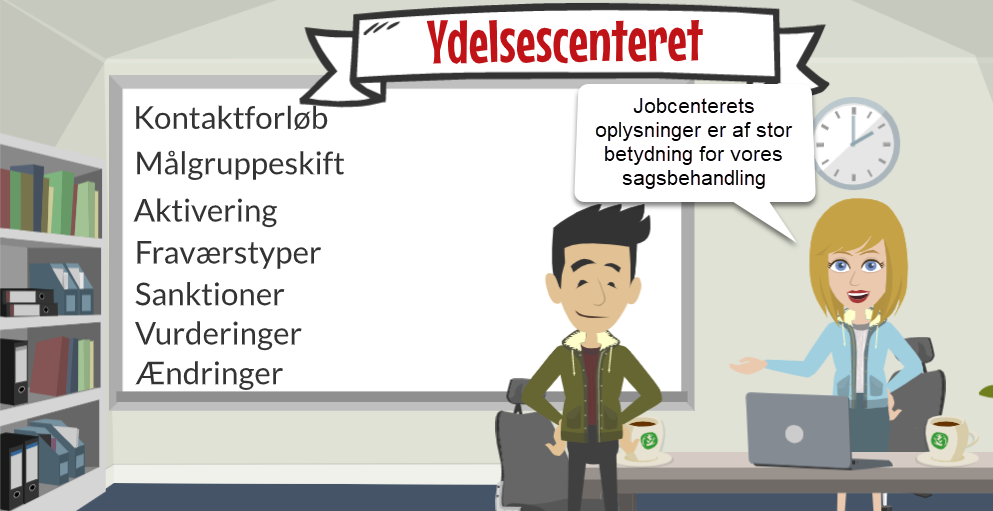 Ydelsescenteret
Kontaktforløb
Målgruppeskift
Aktivering
Fraværstyper
Sanktioner
Vurderinger
Ændringer
Jobcenterets
oplysninger er af stor
betydning for vores
sagsbehandling